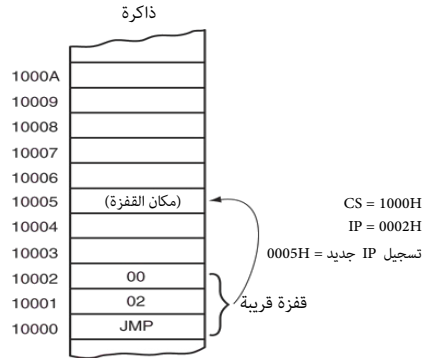 ذاكرة
1000A
10009
10008
10007
10006
10005 (مكان القفزة)
10004
10003
10002 00
10001 02
10000 JMP
قفزة قريبة
CS = 1000H
IP = 0002H
تسجيل IP جديد = 0005H